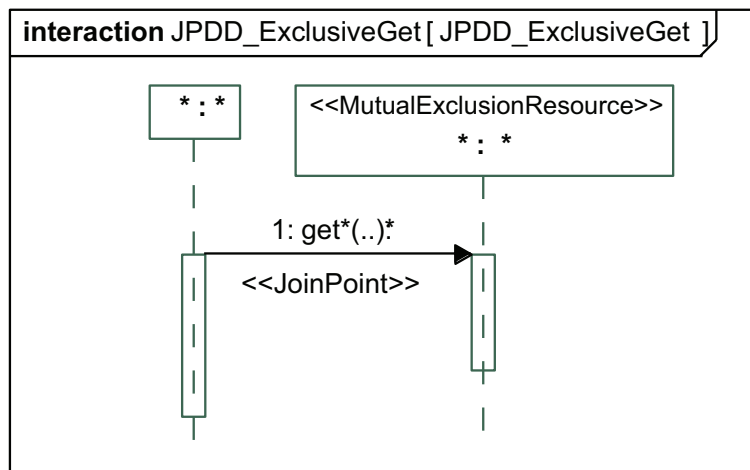 interaction JPDD_ExclusiveGet [ JPDD_ExclusiveGet ]
* : *
<<MutualExclusionResource>>
* : *
1: get*(..):*
<<JoinPoint>>